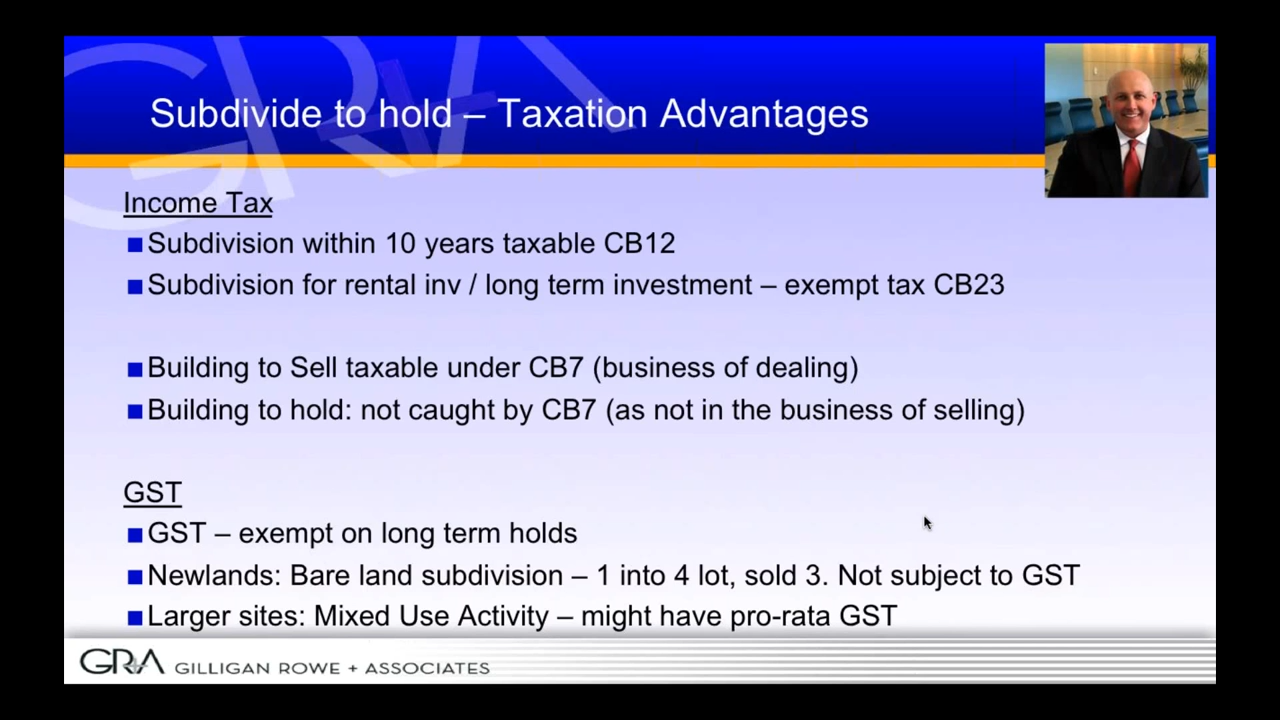 Subdivide to hold – Taxation Advantages
Income Tax
Subdivision within 10 years taxable CB12
Subdivision for rental inv / long term investment – exempt tax CB23
Building to Sell taxable under CB7 (business of dealing)
Building to hold: not caught by CB7 (as not in the business of selling)
GST
GST – exempt on long term holds
Newlands: Bare land subdivision – 1 into 4 lot, sold 3. Not subject to GST
Larger sites: Mixed Use Activity – might have pro-rata GST
GRA GILLIGAN ROWE + ASSOCIATES